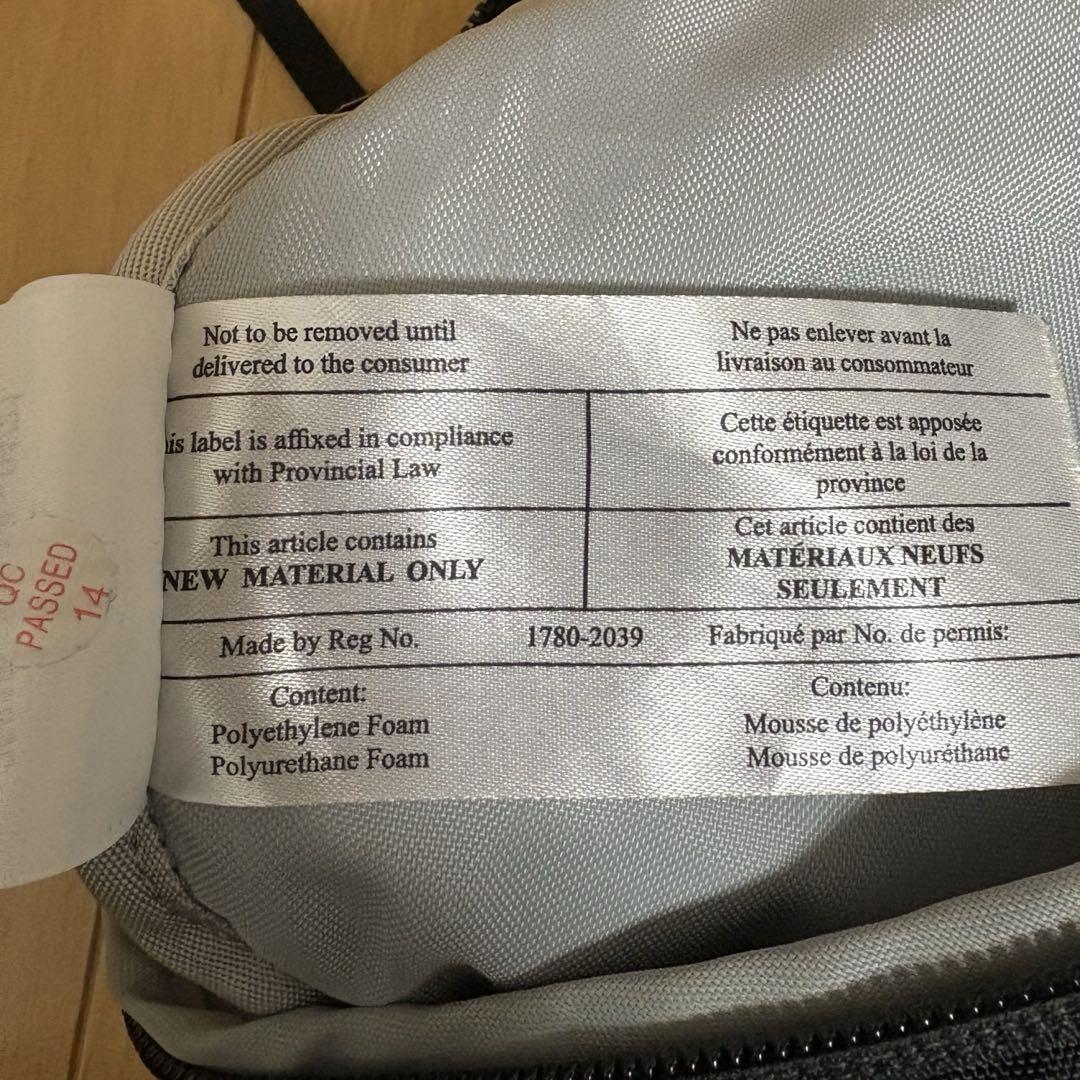 Not to be removed until
delivered to the consumer
Ne pas enlever avant la
livraison au consommateur
is label is affixed in compliance
with Provincial Law
Cette étiquette est apposée
conformément à la loi de la
province
This article contains
NEW MATERIAL ONLY
Cet article contient des
MATÉRIAUX NEUFS
SEULEMENT
Made by Reg No. 1780-2039 Fabriqué par No. de permis:
Content:
Polyethylene Foam
Polyurethane Foam
Contenu:
Mousse de polyéthylène
Mousse de polyuréthane
QC
PASSED
14